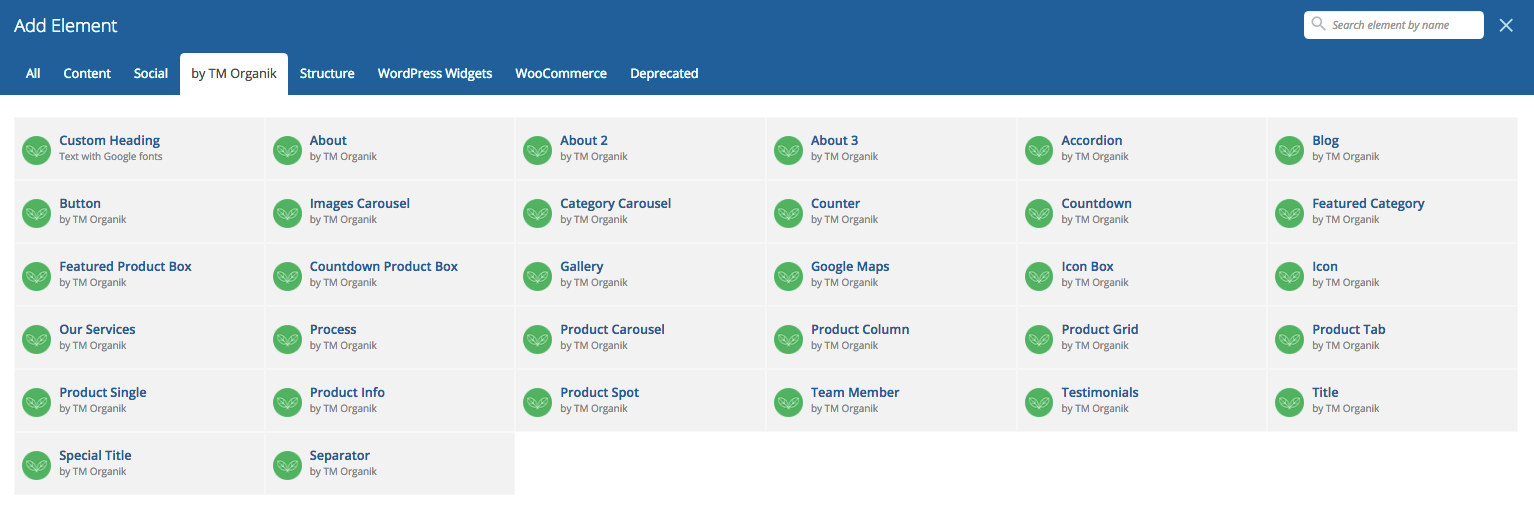 Add Element
Search element by name
All
Content
Social
by TM Organik
Structure
WordPress Widgets
WooCommerce
Deprecated
Custom Heading
Text with Google fonts
About
by TM Organik
About 2
by TM Organik
About 3
by TM Organik
Accordion
by TM Organik
Blog
by TM Organik
Button
by TM Organik
Images Carousel
by TM Organik
Category Carousel
by TM Organik
Counter
by TM Organik
Countdown
by TM Organik
Featured Category
by TM Organik
Featured Product Box
by TM Organik
Countdown Product Box
by TM Organik
Gallery
by TM Organik
Google Maps
by TM Organik
Icon Box
by TM Organik
Icon
by TM Organik
Our Services
by TM Organik
Process
by TM Organik
Product Carousel
by TM Organik
Product Column
by TM Organik
Product Grid
by TM Organik
Product Tab
by TM Organik
Product Single
by TM Organik
Product Info
by TM Organik
Product Spot
by TM Organik
Team Member
by TM Organik
Testimonials
by TM Organik
Title
by TM Organik
Special Title
by TM Organik
Separator
by TM Organik